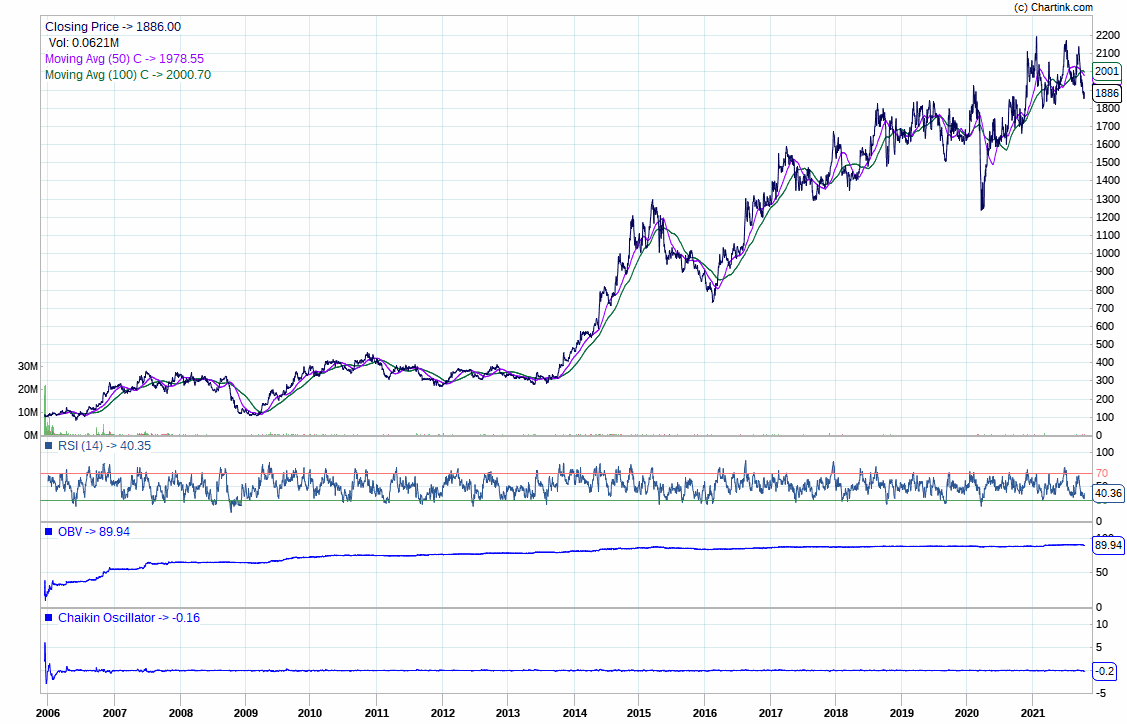 (c) Chartink.com
Closing Price -> 1886.00
Vol: 0.0621M
Moving Avg (50) C -> 1978.55
Moving Avg (100) C -> 2000.70
2200
2100
2001
1886
1800
1700
1600
1500
1400
1300
1200
1100
1000
900
800
700
600
500
400
300
200
100
0
30M
20M
10M
0M
RSI (14) -> 40.35
100
70
40.36
0
OBV -> 89.94
89.94
50
0
Chaikin Oscillator -> -0.16
10
5
-0.2
-5
2006 2007 2008 2009 2010 2011 2012 2013 2014 2015 2016 2017 2018 2019 2020 2021